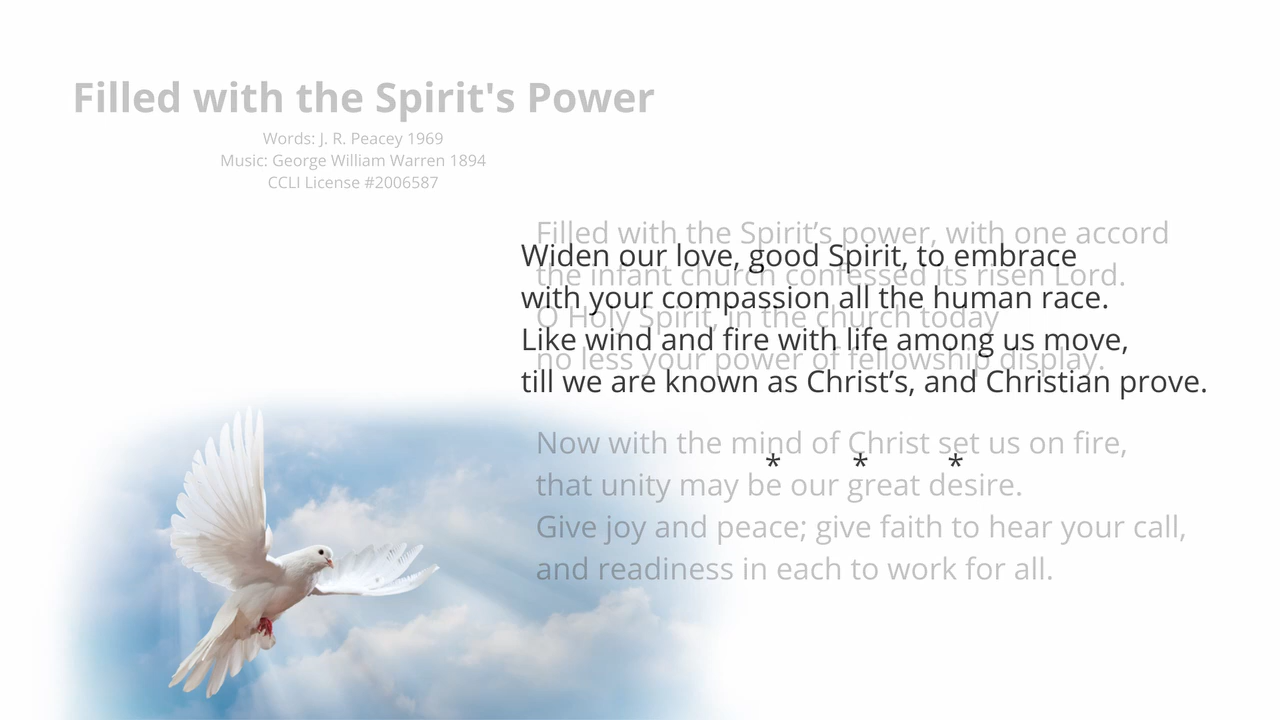 Filled with the Spirit's Power
Words: J. R. Peacey 1969
Music: George William Warren 1894
CCLI License #2006587
Filled with the Spirit’s power, with one accord
the infant church confessed its risen Lord.
O Holy Spirit, in the church today
no less your power of fellowship display.
Widen our love, good Spirit, to embrace
with your compassion all the human race.
Like wind and fire with life among us move,
till we are known as Christ’s, and Christian prove.
Now with the mind of Christ set us on fire,
that unity may be our great desire.
Give joy and peace; give faith to hear your call,
and readiness in each to work for all.
* * *